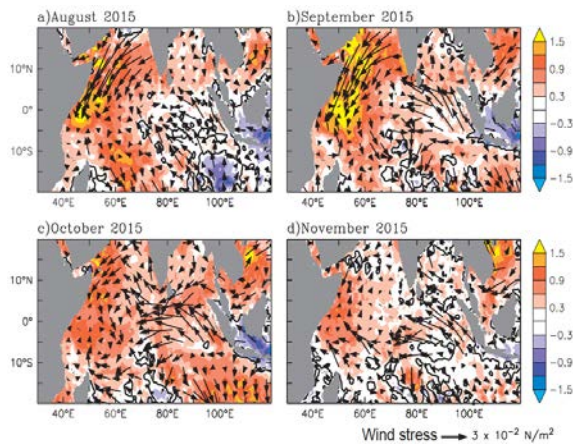 a)August 2015
b)September 2015
10°N
0°
10°S
40°E
60°E
80°E
100°E
40°E
60°E
80°E
100°E
1.5
0.9
0.3
-0.3
-0.9
-1.5
c)October 2015
d)November 2015
10°N
0°
10°S
40°E
60°E
80°E
100°E
40°E
60°E
80°E
100°E
1.5
0.9
0.3
-0.3
-0.9
-1.5
Wind stress 3 x 10⁻² N/m²